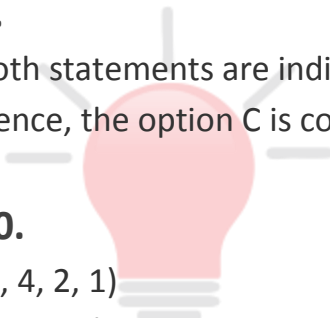 oth statements are indi
ence, the option C is co
0.
, 4, 2, 1)